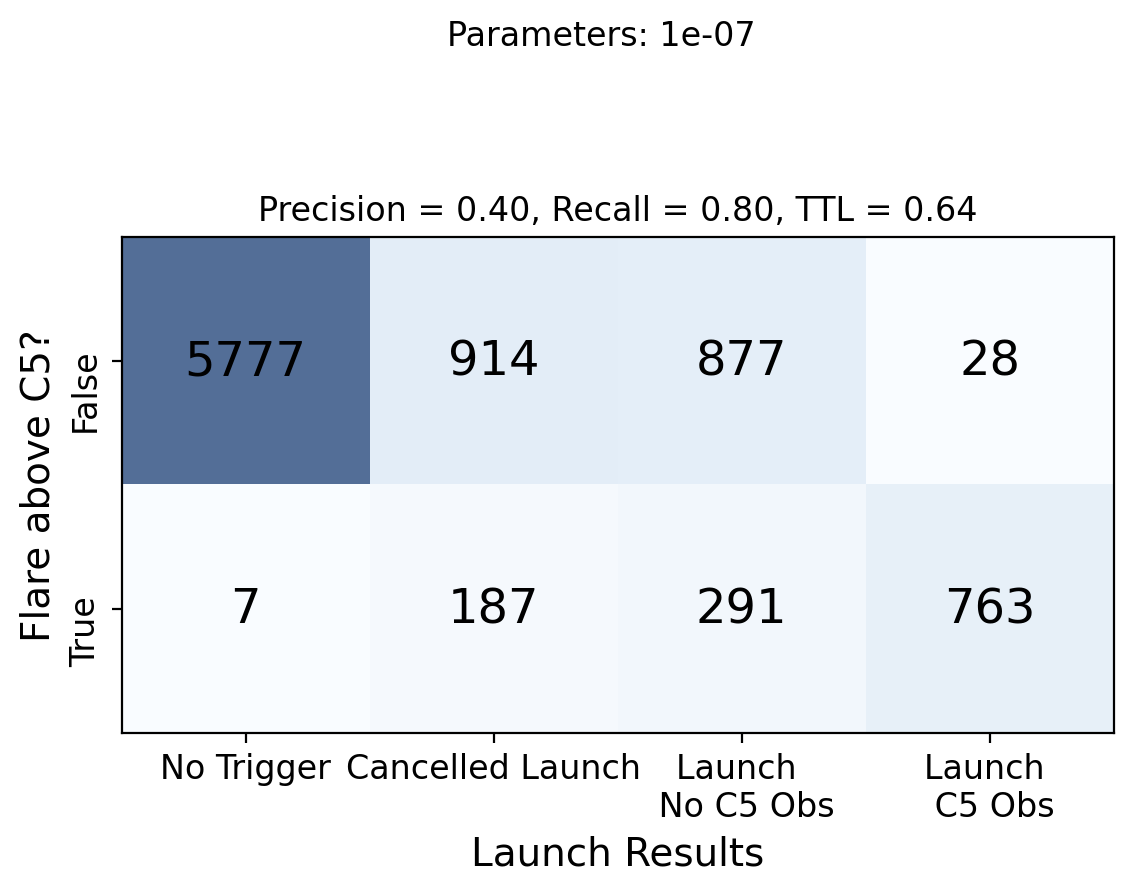 Parameters: 1e-07
Precision = 0.40, Recall = 0.80, TTL = 0.64
Flare above C5?
False
5777 914 877 28
True
7 187 291 763
No Trigger Cancelled Launch Launch Launch
No C5 Obs C5 Obs
Launch Results